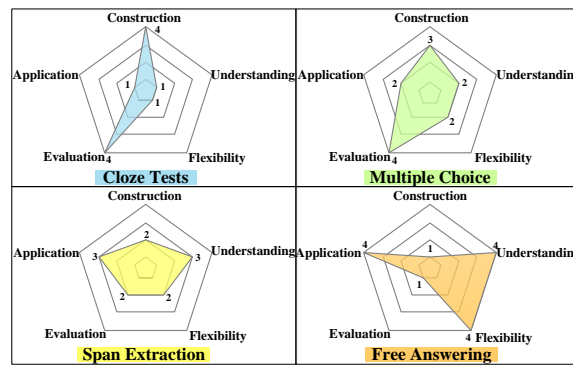 Construction
4
Application
1
1
Understanding
1
Evaluation
4
Flexibility
Cloze Tests
Construction
3
Application
2
2
Understanding
2
Evaluation
4
Flexibility
Multiple Choice
Construction
2
Application
3
3
Understanding
2
2
Evaluation
Flexibility
Span Extraction
Construction
1
Application
4
4
Understanding
1
Evaluation
4
Flexibility
Free Answering